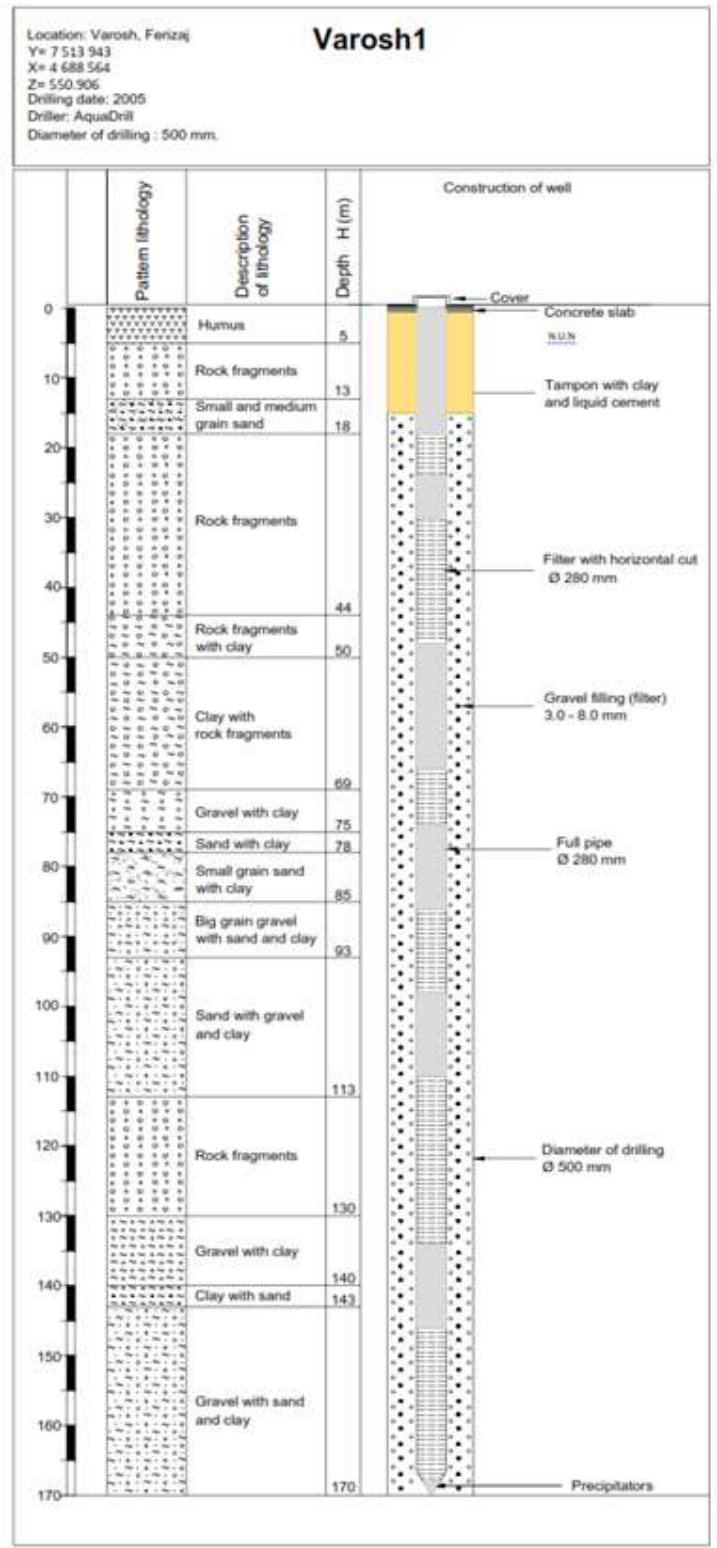 Location: Varosh, Ferizaj
Y= 7 513 943
X= 4 688 564
Z= 550.906
Drilling date: 2005
Driller: AquaDrill
Diameter of drilling : 500 mm.
Varosh1
Pattern lithology
Description
of lithology
Depth H (m)
Construction of well
Cover
0
Concrete slab
Humus
5
N.U.N
Rock fragments
10
13
Tampon with clay
and liquid cement
Small and medium
grain sand
18
20
Rock fragments
30
Filter with horizontal cut
Ø 280 mm
40
44
Rock fragments
with clay
50
50
Gravel filling (filter)
3.0 - 8.0 mm
Clay with
rock fragments
60
69
70
Gravel with clay
75
Sand with clay
78
Full pipe
Ø 280 mm
80
Small grain sand
with clay
85
Big grain gravel
with sand and clay
90
93
100
Sand with gravel
and clay
110
113
120
Rock fragments
Diameter of drilling
Ø 500 mm
130
130
Gravel with clay
140
140
Clay with sand
143
150
Gravel with sand
and clay
160
170
170
Precipitators